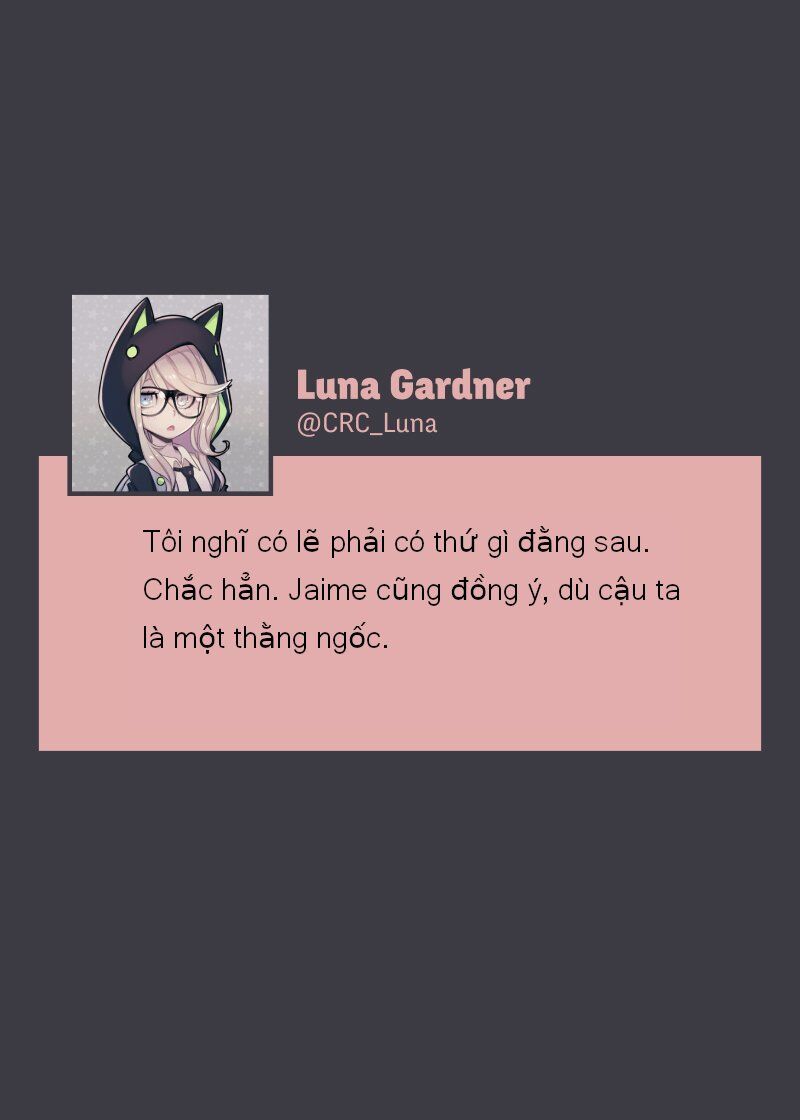 Luna Gardner
@CRC_Luna
Tôi nghĩ có lẽ phải có thứ gì đằng sau.
Chắc hẳn. Jaime cũng đồng ý, dù cậu ta
là một thằng ngốc.